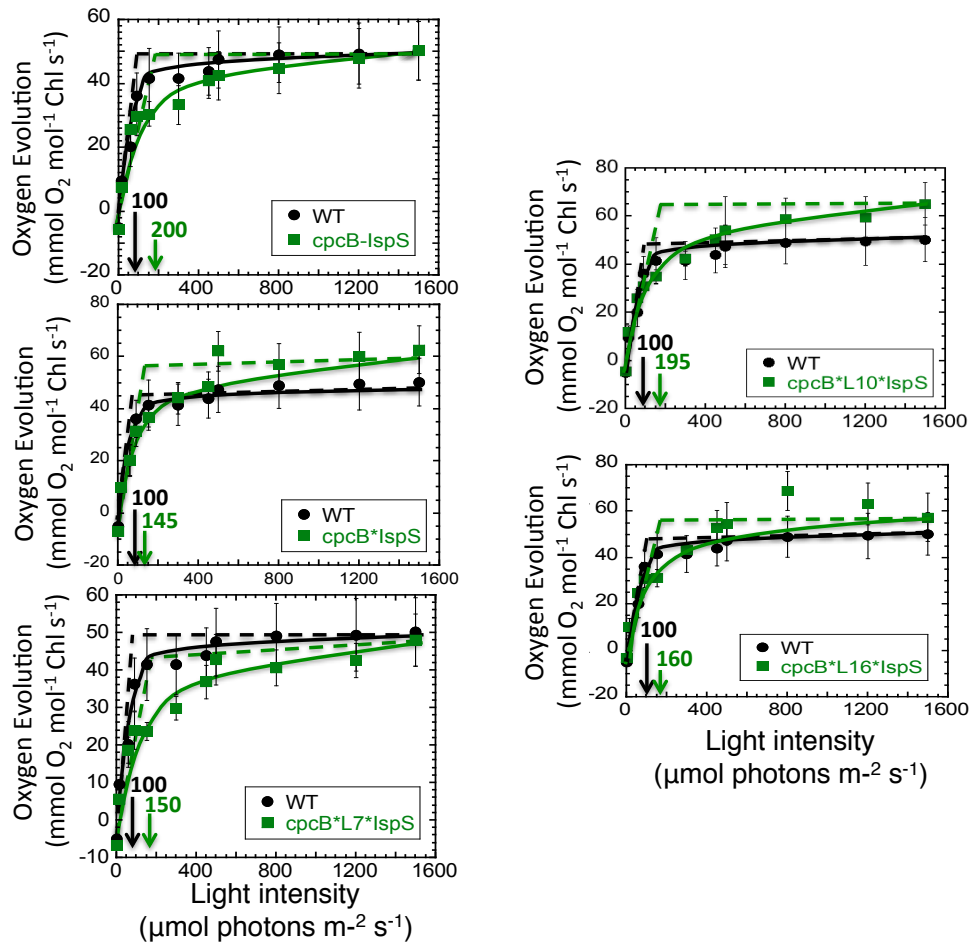 Oxygen Evolution
(mmol O₂ mol⁻¹ Chl s⁻¹)
60
40
20
0
-20
100
200
WT
cpcB-IspS
0 400 800 1200 1600
Oxygen Evolution
(mmol O₂ mol⁻¹ Chl s⁻¹)
80
60
40
20
0
-20
100
145
WT
cpcB*IspS
0 400 800 1200 1600
Oxygen Evolution
(mmol O₂ mol⁻¹ Chl s⁻¹)
60
50
40
30
20
10
0
-10
100
150
WT
cpcB*L7*IspS
0 400 800 1200 1600
Light intensity
(µmol photons m-² s⁻¹)
Oxygen Evolution
(mmol O₂ mol⁻¹ Chl s⁻¹)
80
60
40
20
0
-20
100
195
WT
cpcB*L10*IspS
0 400 800 1200 1600
Oxygen Evolution
(mmol O₂ mol⁻¹ Chl s⁻¹)
80
60
40
20
0
-20
100
160
WT
cpcB*L16*IspS
0 400 800 1200 1600
Light intensity
(µmol photons m-² s⁻¹)